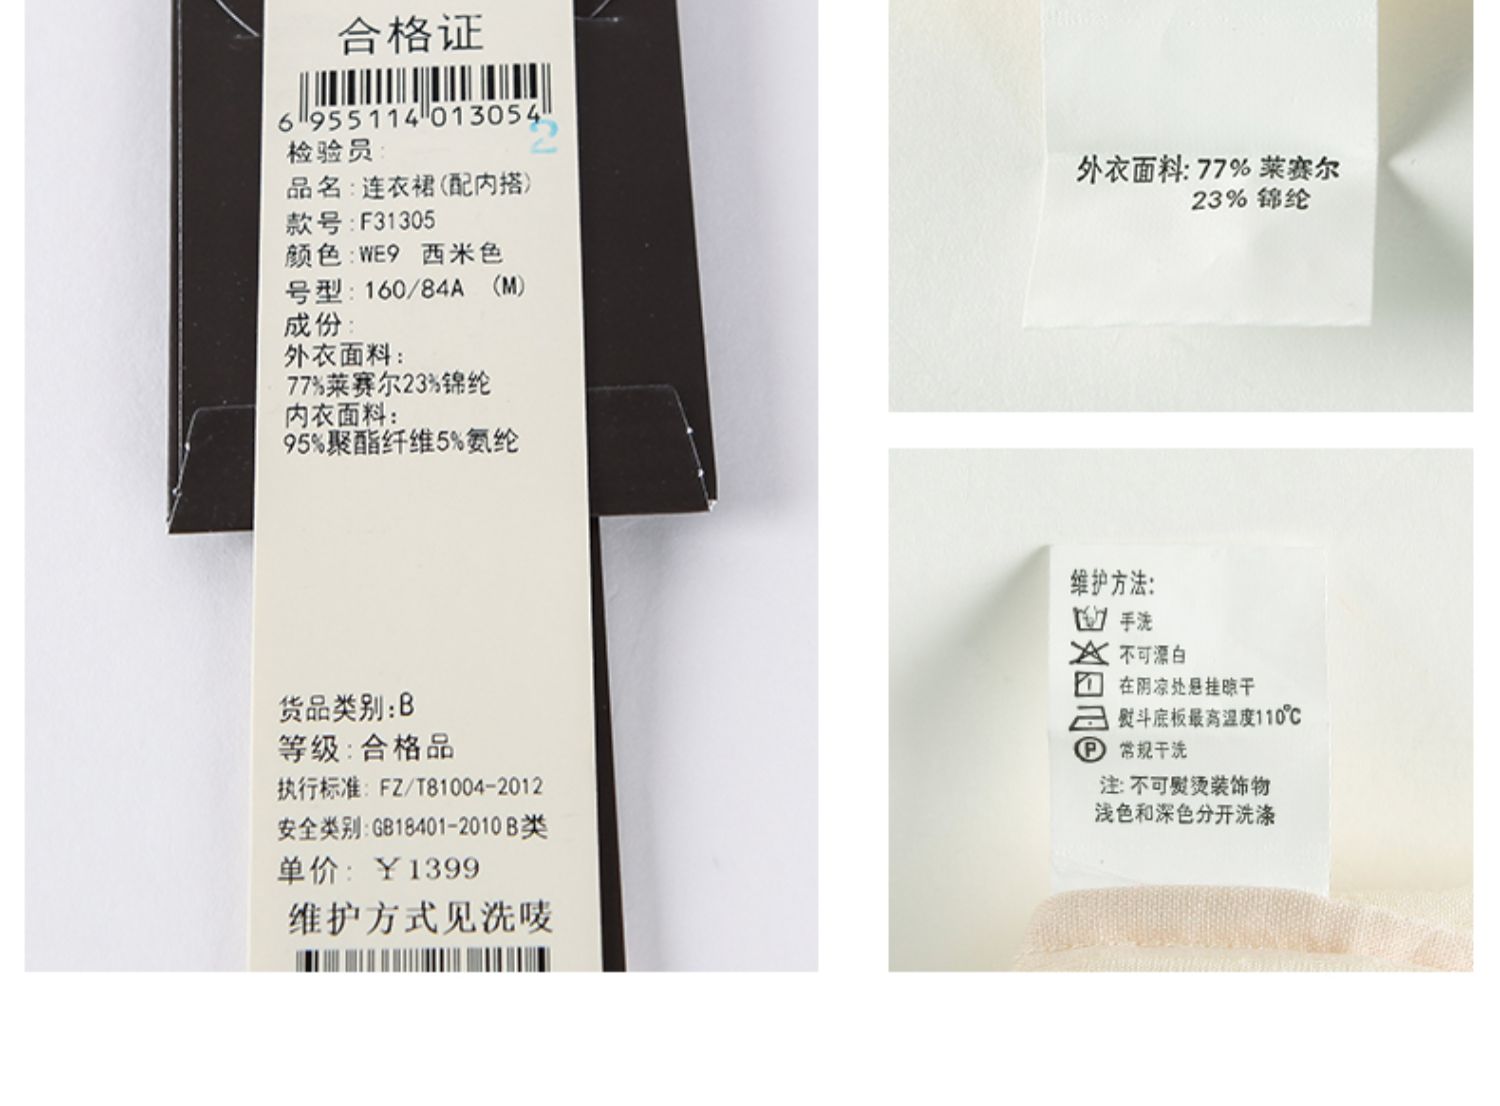 合格证
6 955114 013054
2
检验员:
品名:连衣裙(配内搭)
款号:F31305
颜色:WE9 西米色
号型:160/84A (M)
成份:
外衣面料:
77%莱赛尔23%锦纶
内衣面料:
95%聚酯纤维5%氨纶
货品类别:B
等级:合格品
执行标准: FZ/T81004-2012
安全类别:GB18401-2010 B类
单价: ￥1399
维护方式见洗唛
外衣面料: 77% 莱赛尔
23% 锦纶
维护方法:
手洗
不可漂白
在阴凉处悬挂晾干
熨斗底板最高温度110℃
P 常规干洗
注: 不可熨烫装饰物
浅色和深色分开洗涤